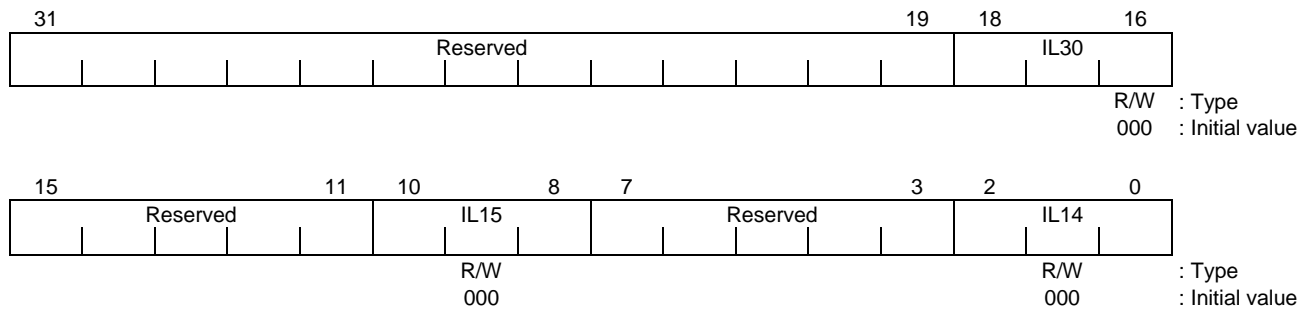 31 19 18 16
Reserved IL30
R/W : Type
000 : Initial value
15 11 10 8 7 3 2 0
Reserved IL15 Reserved IL14
R/W R/W : Type
000 000 : Initial value